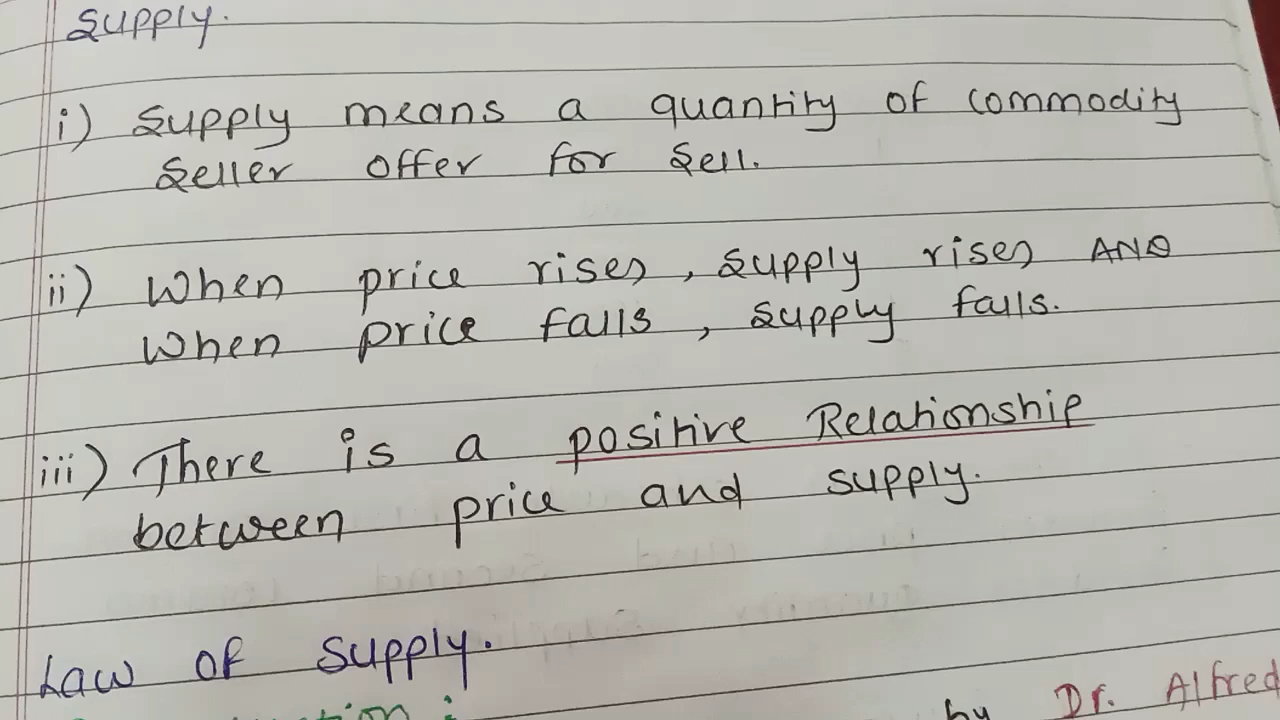 Supply.
i) Supply means a quantity of commodity
Seller offer for Sell.
ii) When price rises, Supply rises AND
When price falls, Supply falls.
iii) There is a positive Relationship
between price and supply.
Law of Supply.
by Dr. Alfred